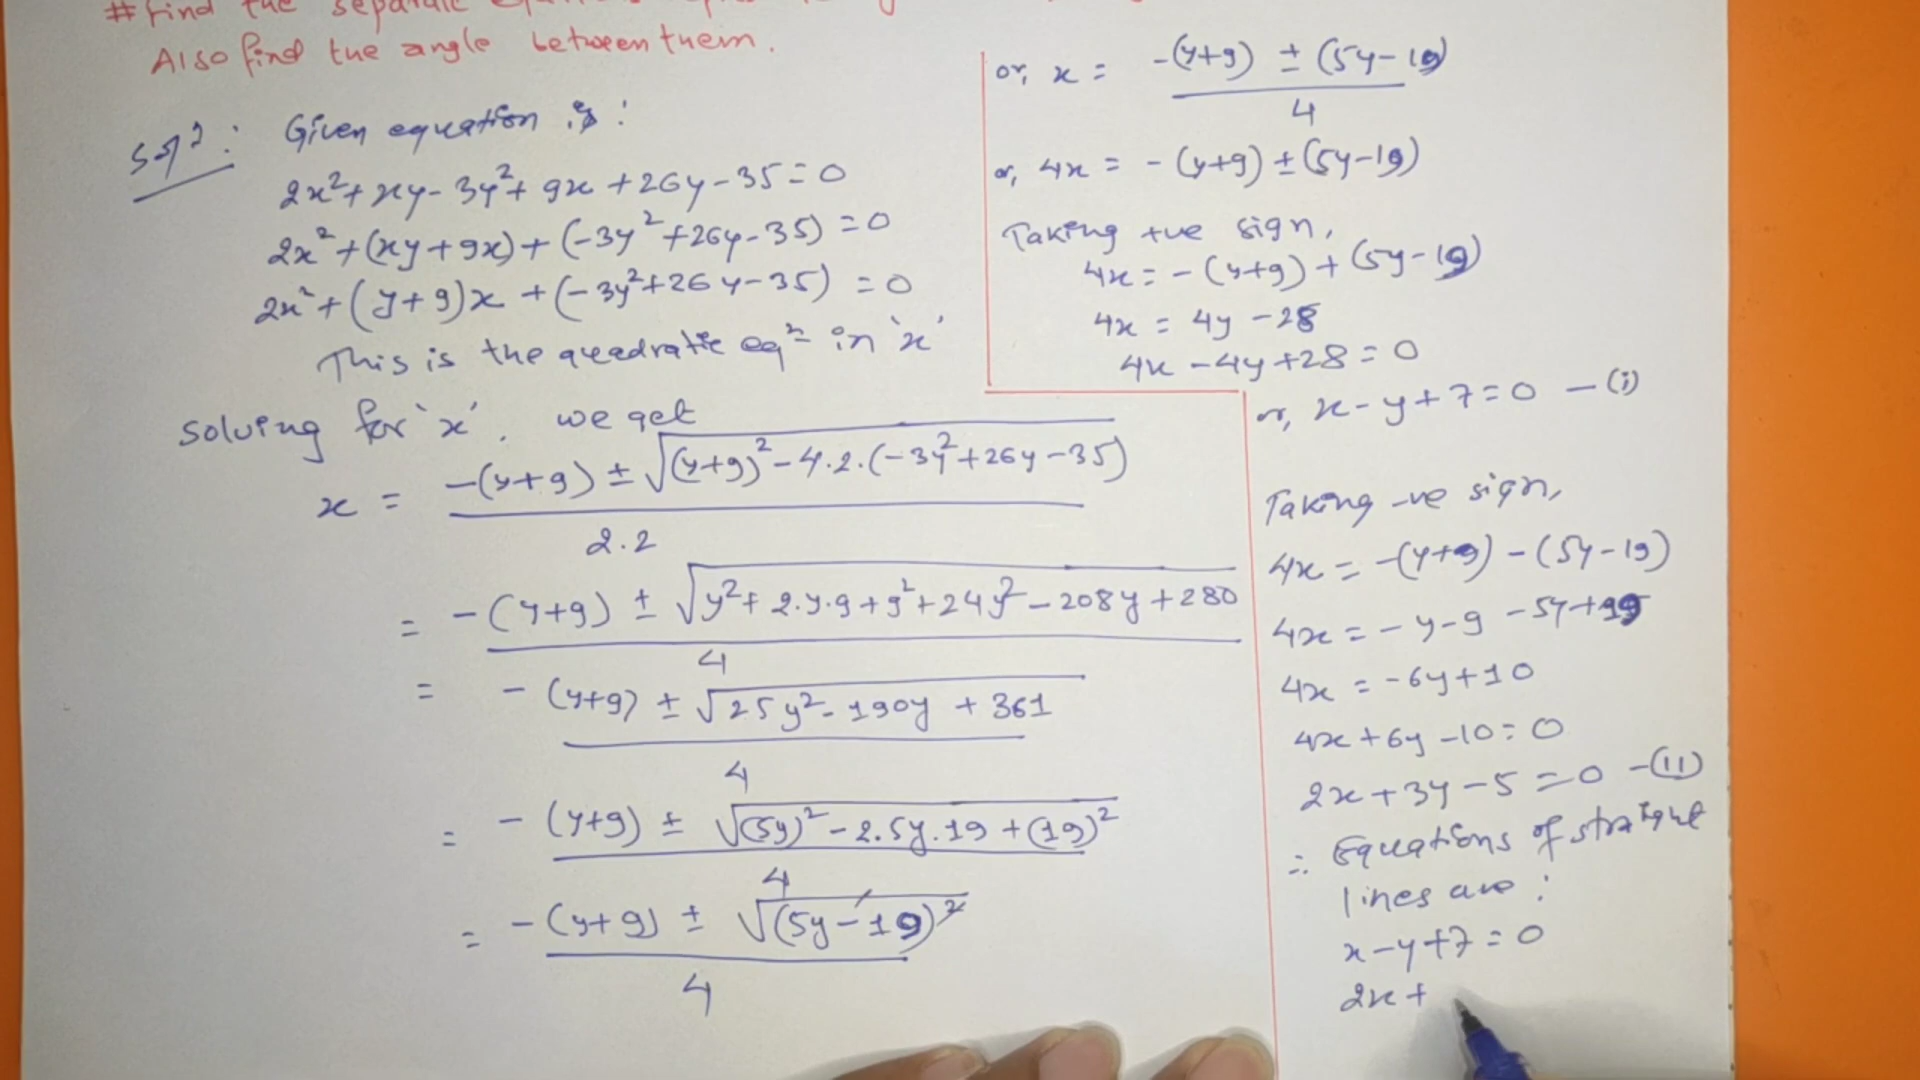 # Find the separate
Also find the angle between them.
Solⁿ: Given equation is:
2x²+xy-3y²+9x+26y-35=0
2x²+(xy+9x)+(-3y²+26y-35)=0
2x²+(y+9)x+(-3y²+26y-35)=0
This is the quadratic eqⁿ in 'x'
Solving for 'x', we get
x = -(y+9) ± √(y+9)²-4.2.(-3y²+26y-35)
2.2
= -(y+9) ± √y²+2.y.9+9²+24y²-208y+280
4
= -(y+9) ± √25y²-190y+361
4
= -(y+9) ± √(5y)²-2.5y.19+(19)²
4
= -(y+9) ± √(5y-19)²
4
or, x = -(y+9) ± (5y-19)
4
or, 4x = -(y+9) ± (5y-19)
Taking +ve sign,
4x = -(y+9)+(5y-19)
4x = 4y-28
4x-4y+28=0
or, x-y+7=0 -(i)
Taking -ve sign,
4x = -(y+9)-(5y-19)
4x = -y-9-5y+19
4x = -6y+10
4x+6y-10=0
2x+3y-5=0 -(ii)
∴ Equations of straight
lines are:
x-y+7=0
2x+